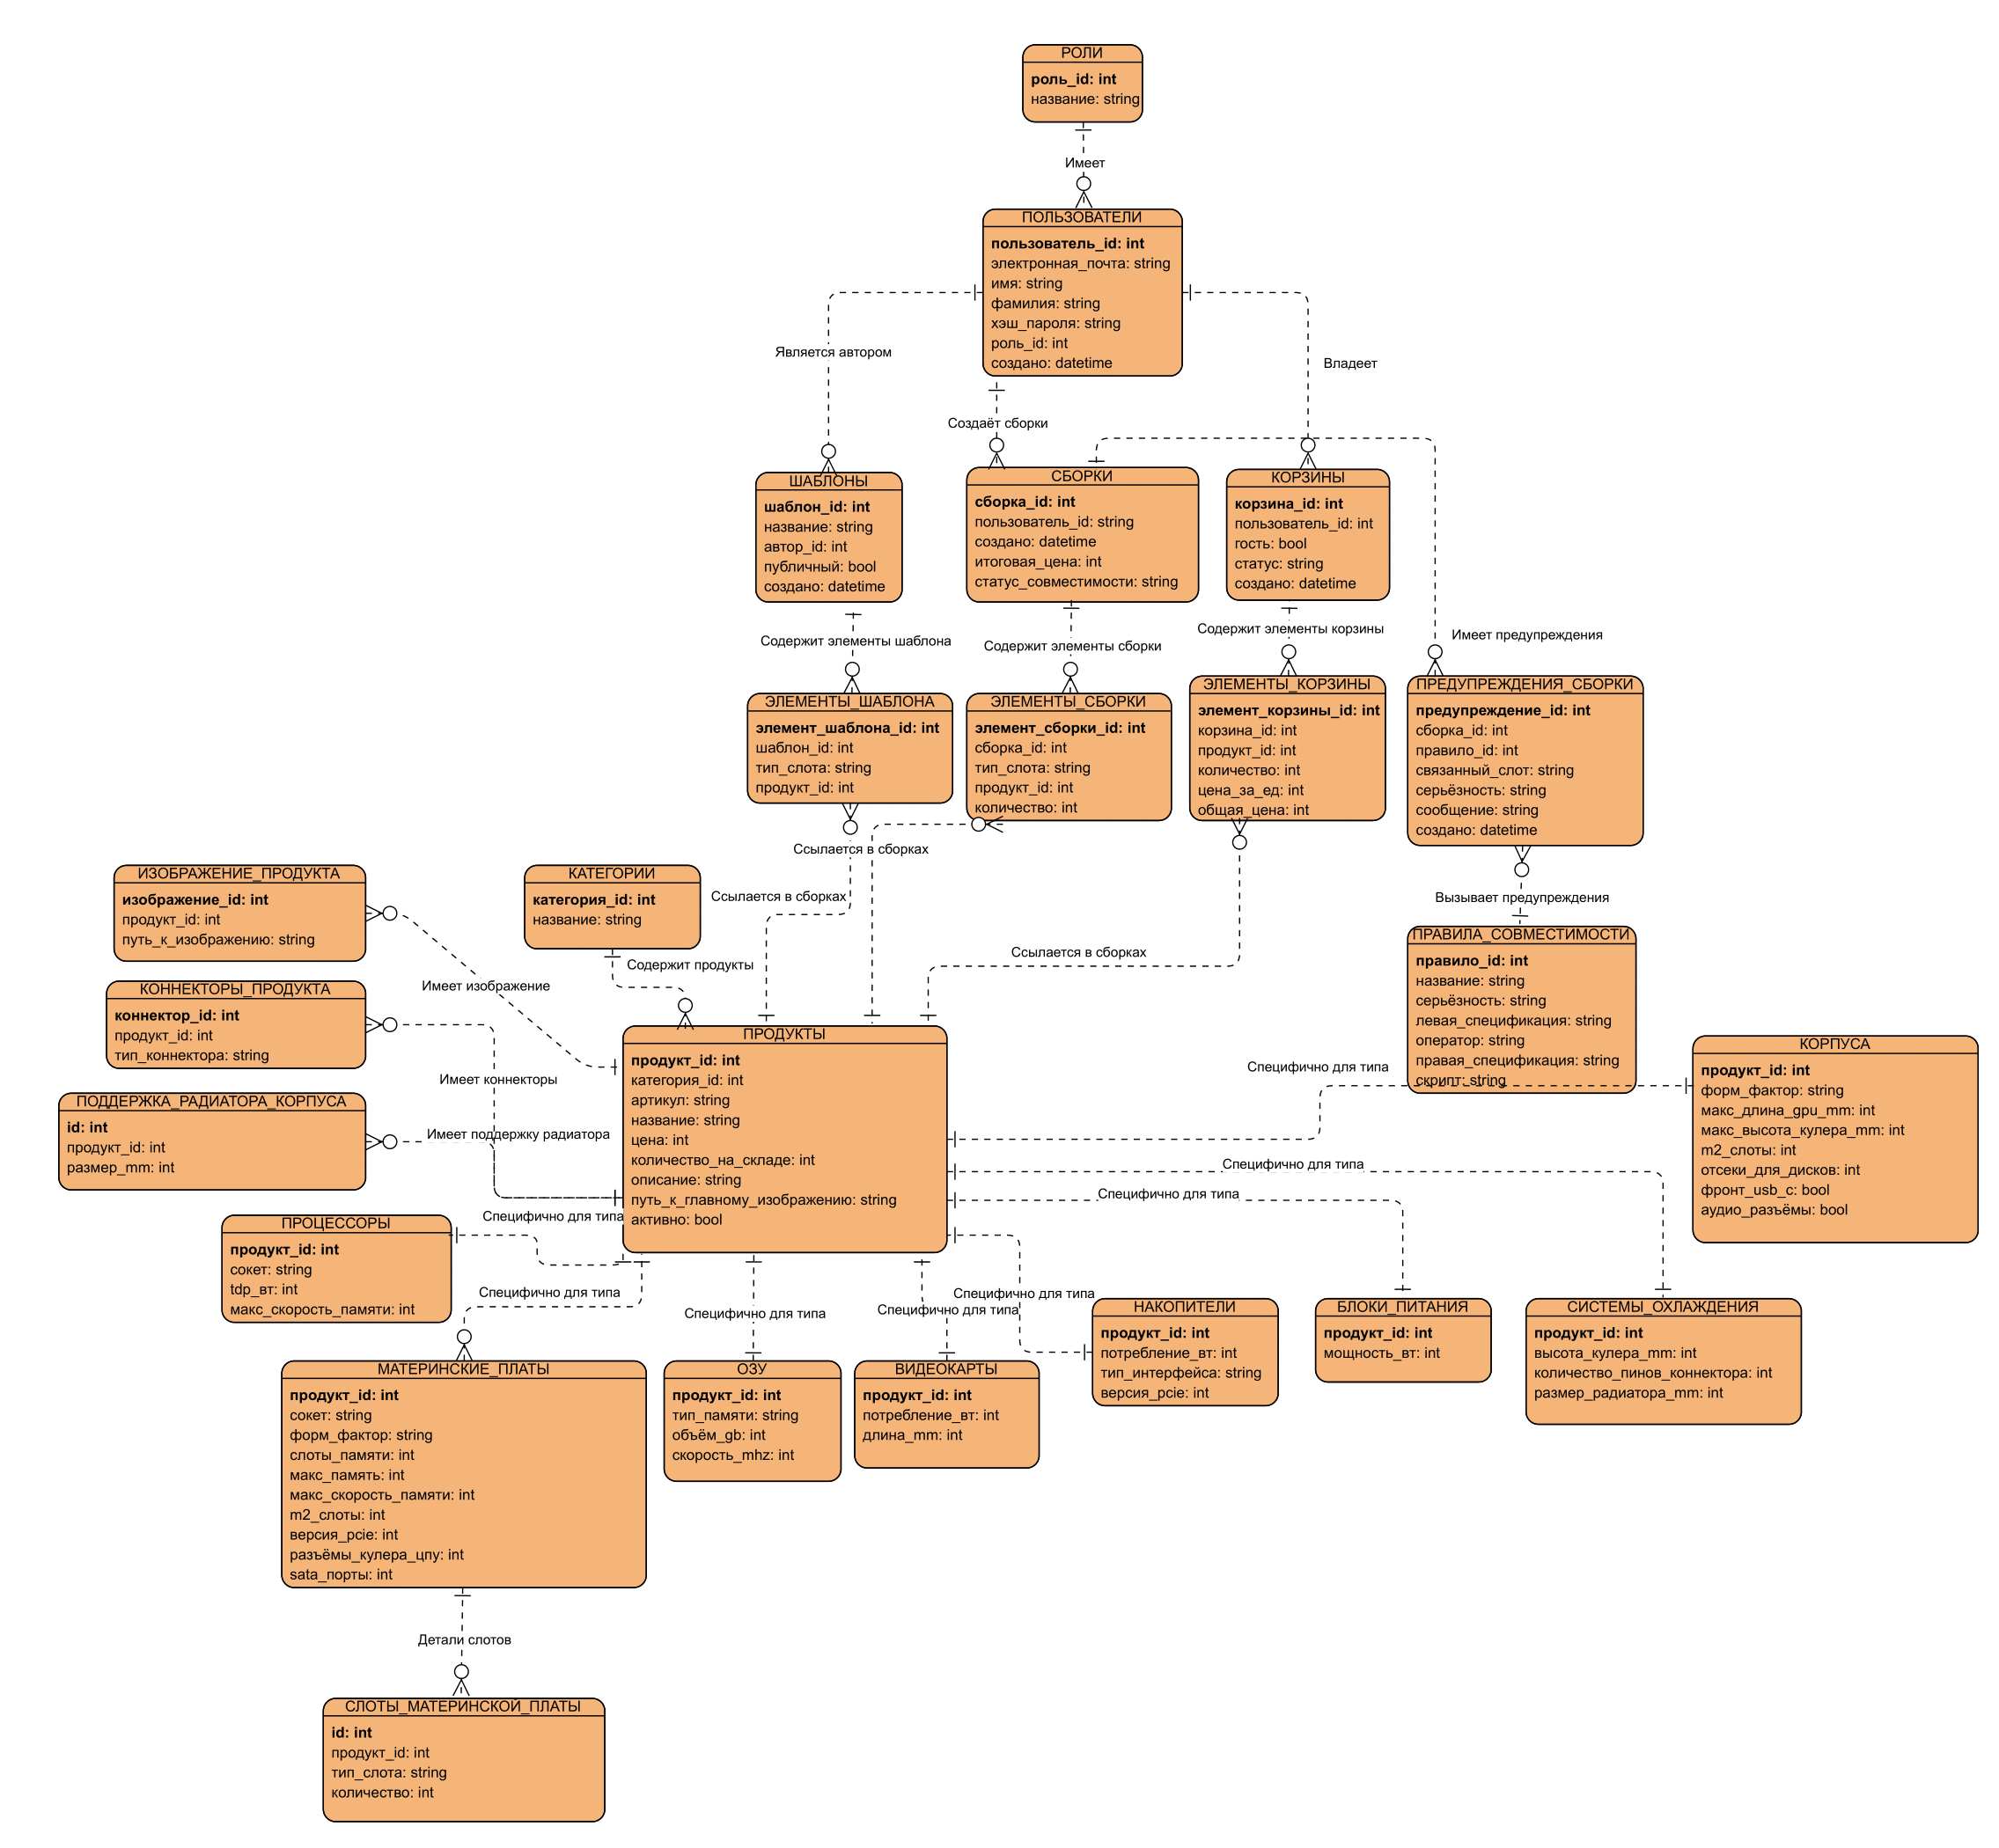 РОЛИ
роль_id: int
название: string
Имеет
ПОЛЬЗОВАТЕЛИ
пользователь_id: int
электронная_почта: string
имя: string
фамилия: string
хэш_пароля: string
роль_id: int
создано: datetime
Является автором
Создаёт сборки
Владеет
ШАБЛОНЫ
шаблон_id: int
название: string
автор_id: int
публичный: bool
создано: datetime
СБОРКИ
сборка_id: int
пользователь_id: string
создано: datetime
итоговая_цена: int
статус_совместимости: string
КОРЗИНЫ
корзина_id: int
пользователь_id: int
гость: bool
статус: string
создано: datetime
Содержит элементы шаблона
Содержит элементы сборки
Содержит элементы корзины
Имеет предупреждения
ЭЛЕМЕНТЫ_ШАБЛОНА
элемент_шаблона_id: int
шаблон_id: int
тип_слота: string
продукт_id: int
ЭЛЕМЕНТЫ_СБОРКИ
элемент_сборки_id: int
сборка_id: int
тип_слота: string
продукт_id: int
количество: int
ЭЛЕМЕНТЫ_КОРЗИНЫ
элемент_корзины_id: int
корзина_id: int
продукт_id: int
количество: int
цена_за_ед: int
общая_цена: int
ПРЕДУПРЕЖДЕНИЯ_СБОРКИ
предупреждение_id: int
сборка_id: int
правило_id: int
связанный_слот: string
серьёзность: string
сообщение: string
создано: datetime
Ссылается в сборках
Ссылается в сборках
Ссылается в сборках
Вызывает предупреждения
ИЗОБРАЖЕНИЕ_ПРОДУКТА
изображение_id: int
продукт_id: int
путь_к_изображению: string
КАТЕГОРИИ
категория_id: int
название: string
Содержит продукты
Имеет изображение
КОННЕКТОРЫ_ПРОДУКТА
коннектор_id: int
продукт_id: int
тип_коннектора: string
Имеет коннекторы
ПОДДЕРЖКА_РАДИАТОРА_КОРПУСА
id: int
продукт_id: int
размер_mm: int
Имеет поддержку радиатора
ПРОДУКТЫ
продукт_id: int
категория_id: int
артикул: string
название: string
цена: int
количество_на_складе: int
описание: string
путь_к_главному_изображению: string
активно: bool
ПРАВИЛА_СОВМЕСТИМОСТИ
правило_id: int
название: string
серьёзность: string
левая_спецификация: string
оператор: string
правая_спецификация: string
скрипт: string
КОРПУСА
продукт_id: int
форм_фактор: string
макс_длина_gpu_mm: int
макс_высота_кулера_mm: int
m2_слоты: int
отсеки_для_дисков: int
фронт_usb_c: bool
аудио_разъёмы: bool
Специфично для типа
Специфично для типа
Специфично для типа
Специфично для типа
ПРОЦЕССОРЫ
продукт_id: int
сокет: string
tdp_вт: int
макс_скорость_памяти: int
Специфично для типа
Специфично для типа
Специфично для типа
Специфично для типа
МАТЕРИНСКИЕ_ПЛАТЫ
продукт_id: int
сокет: string
форм_фактор: string
слоты_памяти: int
макс_память: int
макс_скорость_памяти: int
m2_слоты: int
версия_pcie: int
разъёмы_кулера_цпу: int
sata_порты: int
ОЗУ
продукт_id: int
тип_памяти: string
объём_gb: int
скорость_mhz: int
ВИДЕОКАРТЫ
продукт_id: int
потребление_вт: int
длина_mm: int
НАКОПИТЕЛИ
продукт_id: int
потребление_вт: int
тип_интерфейса: string
версия_pcie: int
БЛОКИ_ПИТАНИЯ
продукт_id: int
мощность_вт: int
СИСТЕМЫ_ОХЛАЖДЕНИЯ
продукт_id: int
высота_кулера_mm: int
количество_пинов_коннектора: int
размер_радиатора_mm: int
Детали слотов
СЛОТЫ_МАТЕРИНСКОЙ_ПЛАТЫ
id: int
продукт_id: int
тип_слота: string
количество: int